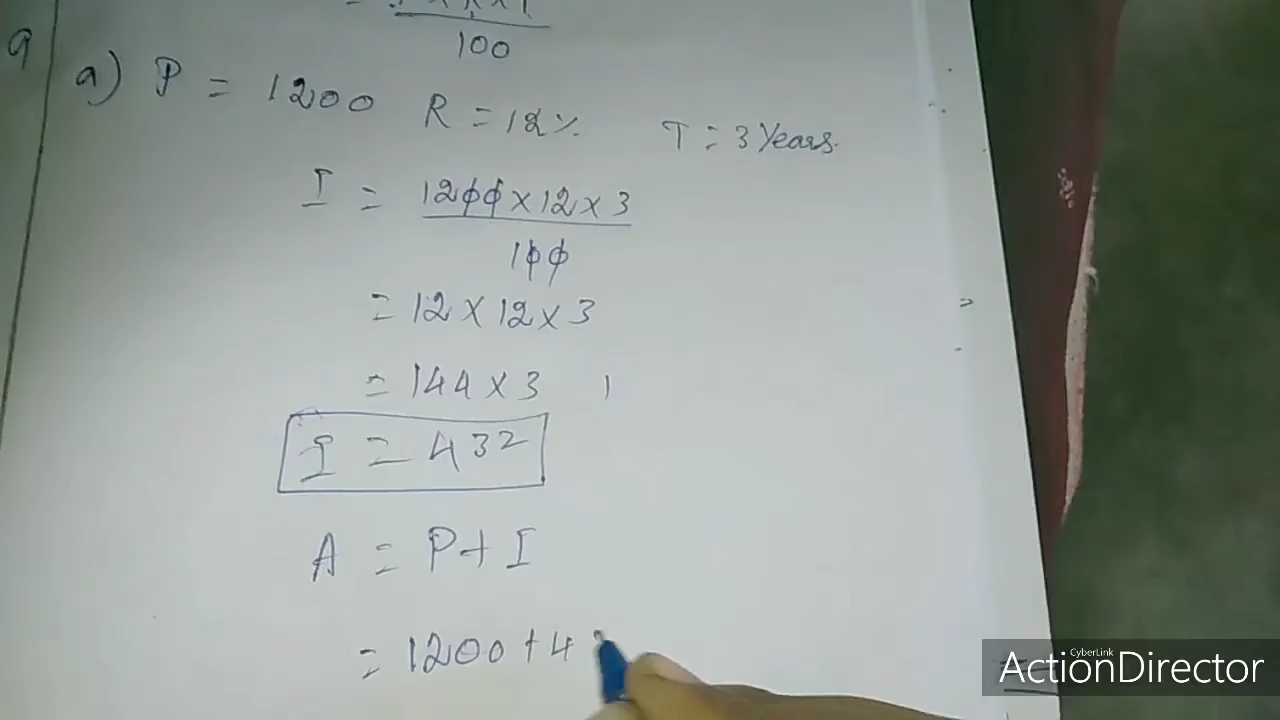 100
9
a) P = 1200 R = 12% T = 3 Years.
I = 1200 x 12 x 3
100
= 12 x 12 x 3
= 144 x 3
I = 432
A = P + I
= 1200 + 4
CyberLink
ActionDirector